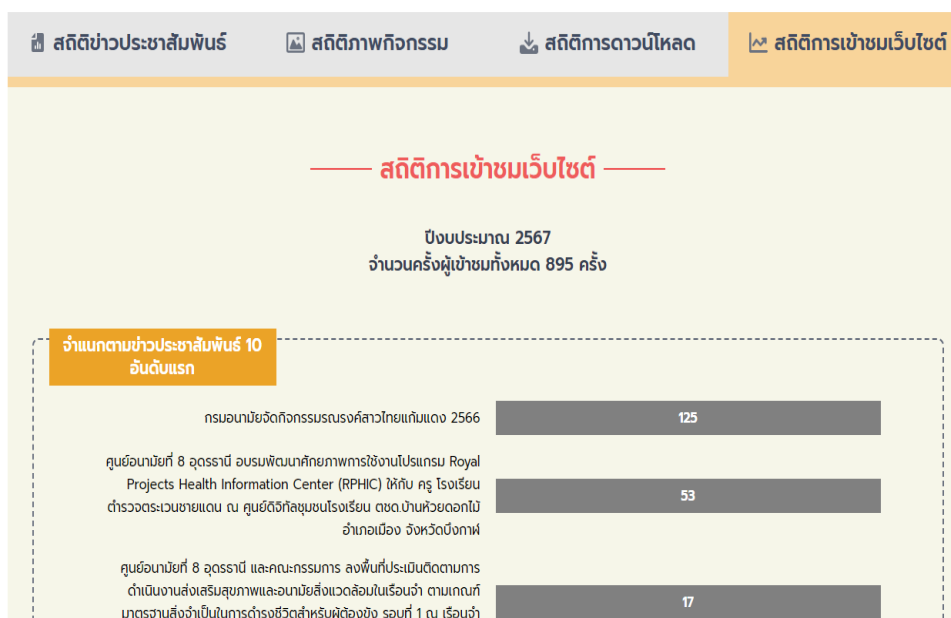 สถิติข่าวประชาสัมพันธ์ สถิติภาพกิจกรรม สถิติการดาวน์โหลด สถิติการเข้าชมเว็บไซต์
สถิติการเข้าชมเว็บไซต์
ปีงบประมาณ 2567
จำนวนครั้งผู้เข้าชมทั้งหมด 895 ครั้ง
จำแนกตามข่าวประชาสัมพันธ์ 10
อันดับแรก
กรมอนามัยจัดกิจกรรมรณรงค์สาวไทยแก้มแดง 2566 125
ศูนย์อนามัยที่ 8 อุดรธานี อบรมพัฒนาศักยภาพการใช้งานโปรแกรม Royal
Projects Health Information Center (RPHIC) ให้กับ ครู โรงเรียน
ตำรวจตระเวนชายแดน ณ ศูนย์ดิจิทัลชุมชนโรงเรียน ตชด.บ้านห้วยดอกไม้
อำเภอเมือง จังหวัดบึงกาฬ
53
ศูนย์อนามัยที่ 8 อุดรธานี และคณะกรรมการ ลงพื้นที่ประเมินติดตามการ
ดำเนินงานส่งเสริมสุขภาพและอนามัยสิ่งแวดล้อมในเรือนจำ ตามเกณฑ์
มาตรฐานสิ่งจำเป็นในการดำรงชีวิตสำหรับผู้ต้องขัง รอบที่ 1 ณ เรือนจำ
17